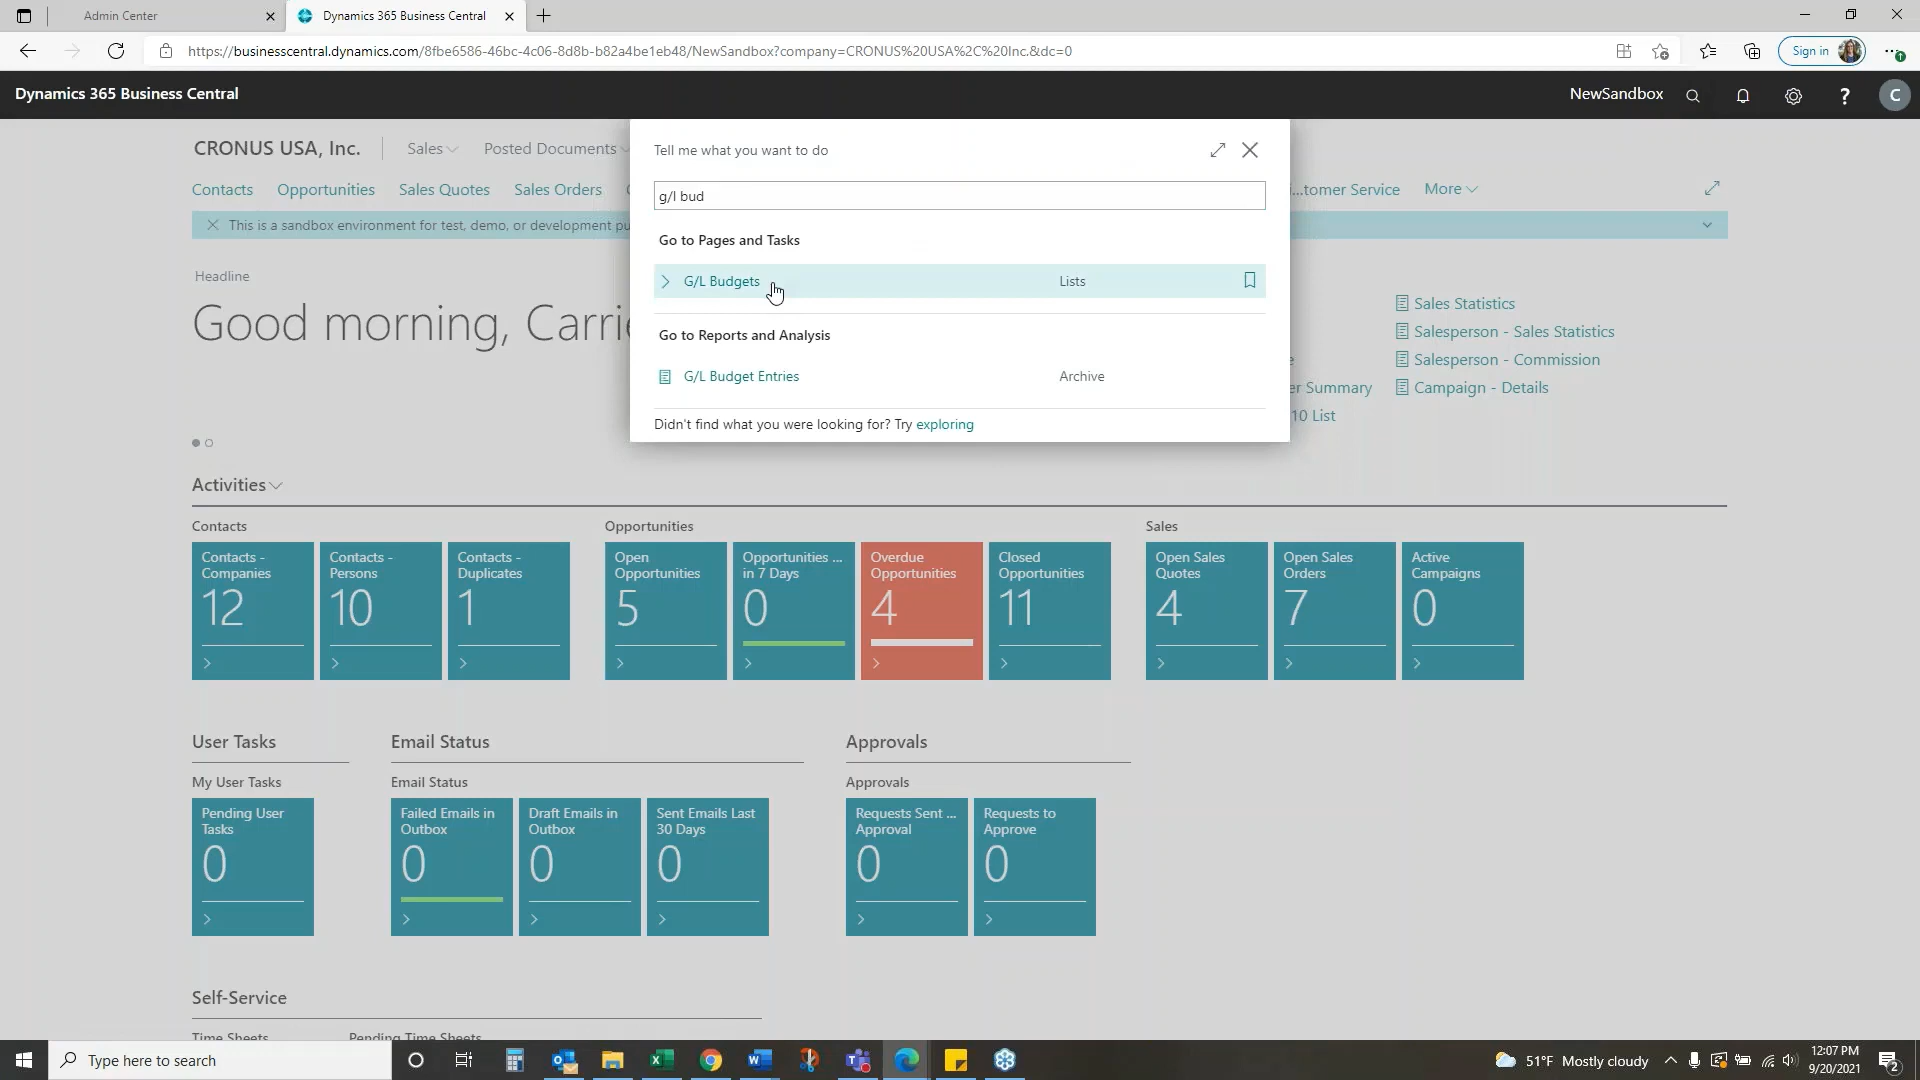 Admin Center
Dynamics 365 Business Central
https://businesscentral.dynamics.com/8fbe6586-46bc-4c06-8d8b-b82a4be1eb48/NewSandbox?company=CRONUS%20USA%2C%20Inc.&dc=0
Sign in
Dynamics 365 Business Central
NewSandbox
C
CRONUS USA, Inc.
Sales
Posted Documents
Contacts
Opportunities
Sales Quotes
Sales Orders
...tomer Service
More
This is a sandbox environment for test, demo, or development pu
Tell me what you want to do
g/l bud
Go to Pages and Tasks
G/L Budgets
Lists
Go to Reports and Analysis
G/L Budget Entries
Archive
Didn't find what you were looking for? Try exploring
Headline
Good morning, Carrie
Sales Statistics
Salesperson - Sales Statistics
Salesperson - Commission
er Summary
Campaign - Details
10 List
Activities
Contacts
Opportunities
Sales
Contacts - Companies
12
Contacts - Persons
10
Contacts - Duplicates
1
Open Opportunities
5
Opportunities ... in 7 Days
0
Overdue Opportunities
4
Closed Opportunities
11
Open Sales Quotes
4
Open Sales Orders
7
Active Campaigns
0
User Tasks
Email Status
Approvals
My User Tasks
Email Status
Approvals
Pending User Tasks
0
Failed Emails in Outbox
0
Draft Emails in Outbox
0
Sent Emails Last 30 Days
0
Requests Sent ... Approval
0
Requests to Approve
0
Self-Service
Time Sheets
Pending Time Sheets
Type here to search
51°F Mostly cloudy
12:07 PM
9/20/2021
2